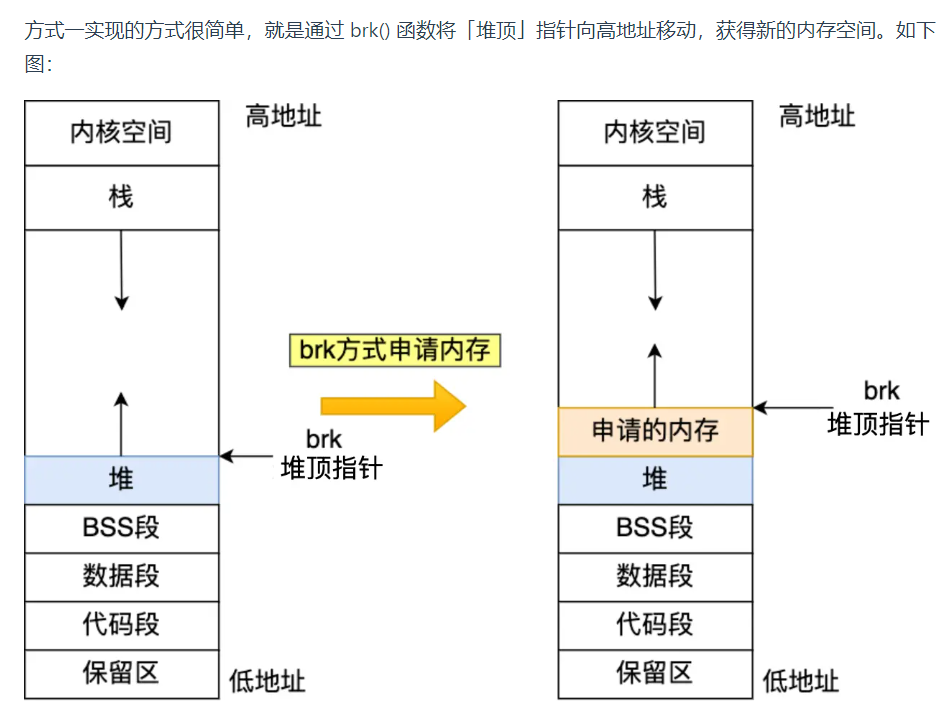 方式一实现的方式很简单，就是通过 brk() 函数将「堆顶」指针向高地址移动，获得新的内存空间。如下
图：
高地址
内核空间
栈
brk
堆顶指针
堆
BSS段
数据段
代码段
保留区
低地址
brk方式申请内存
高地址
内核空间
栈
brk
堆顶指针
申请的内存
堆
BSS段
数据段
代码段
保留区
低地址